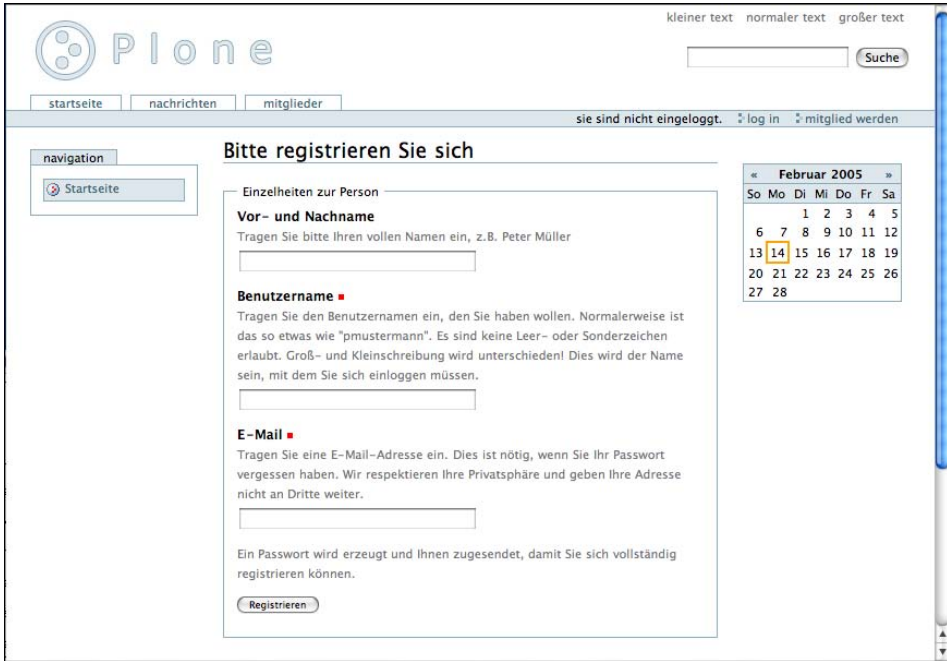 kleiner text normaler text großer text
Plone
Suche
startseite nachrichten mitglieder
sie sind nicht eingeloggt. log in mitglied werden
navigation
Startseite
Bitte registrieren Sie sich
Einzelheiten zur Person
Vor- und Nachname
Tragen Sie bitte Ihren vollen Namen ein, z.B. Peter Müller
Benutzername
Tragen Sie den Benutzernamen ein, den Sie haben wollen. Normalerweise ist
das so etwas wie "pmustermann". Es sind keine Leer- oder Sonderzeichen
erlaubt. Groß- und Kleinschreibung wird unterschieden! Dies wird der Name
sein, mit dem Sie sich einloggen müssen.
E-Mail
Tragen Sie eine E-Mail-Adresse ein. Dies ist nötig, wenn Sie Ihr Passwort
vergessen haben. Wir respektieren Ihre Privatsphäre und geben Ihre Adresse
nicht an Dritte weiter.
Ein Passwort wird erzeugt und Ihnen zugesendet, damit Sie sich vollständig
registrieren können.
Registrieren
« Februar 2005 »
So Mo Di Mi Do Fr Sa
1 2 3 4 5
6 7 8 9 10 11 12
13 14 15 16 17 18 19
20 21 22 23 24 25 26
27 28